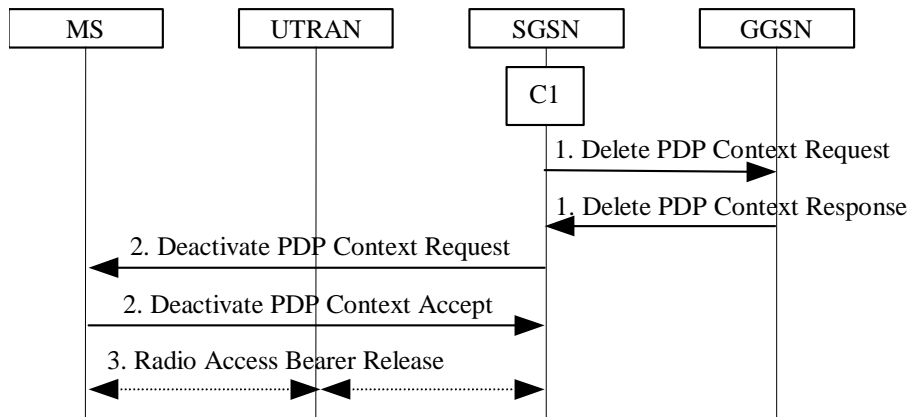 MS UTRAN SGSN GGSN
C1
1. Delete PDP Context Request
1. Delete PDP Context Response
2. Deactivate PDP Context Request
2. Deactivate PDP Context Accept
3. Radio Access Bearer Release